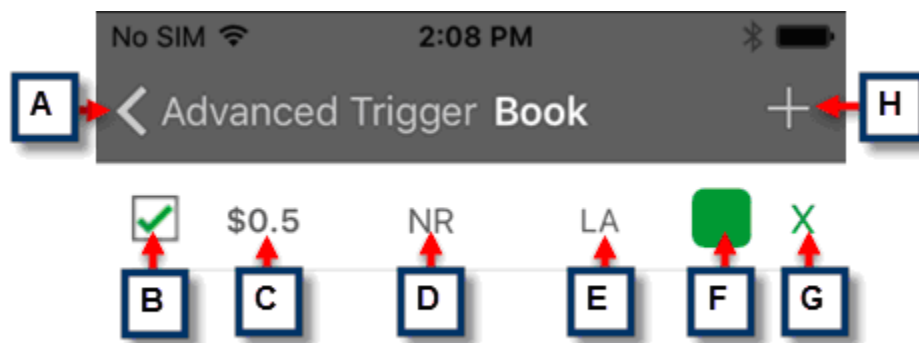 No SIM 2:08 PM
A Advanced Trigger Book H
$0.5 NR LA X
B C D E F G